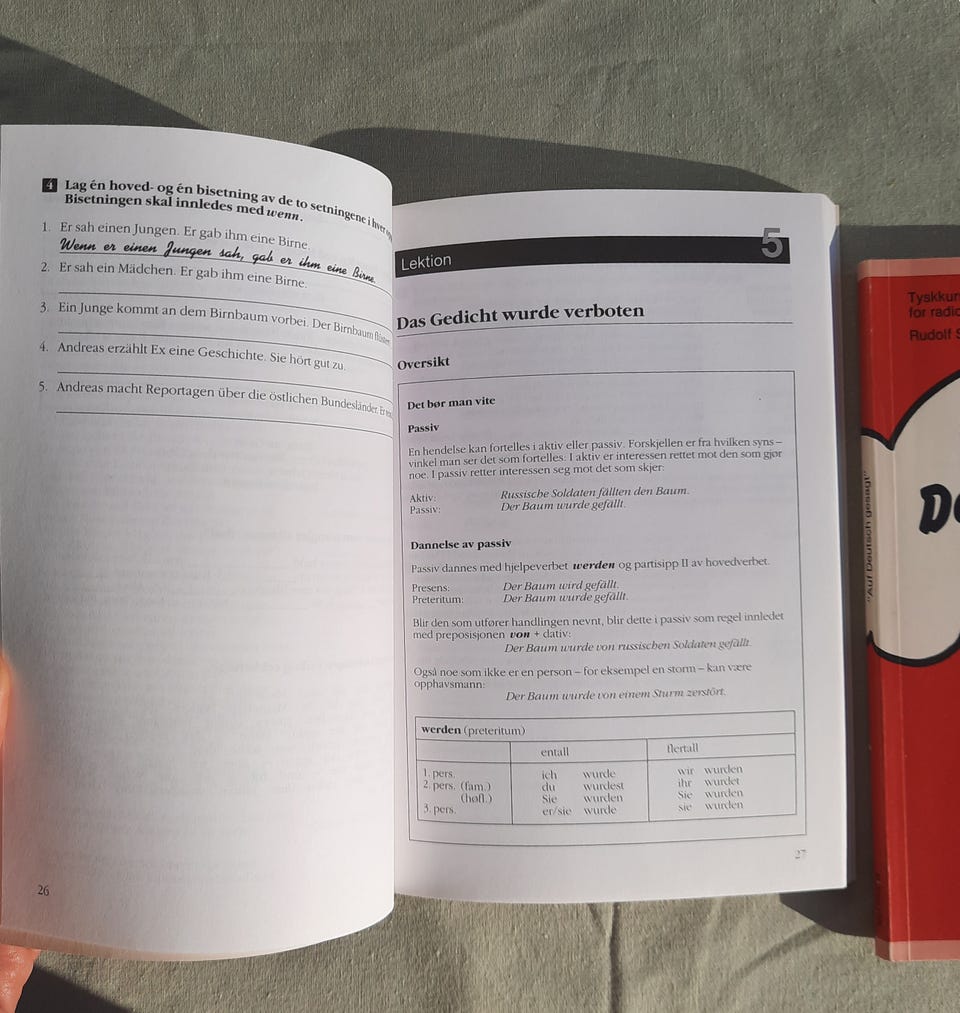 4 Lag én hoved- og én bisetning av de to setningene i hver
Bisetningen skal innledes med wenn.
1. Er sah einen Jungen. Er gab ihm eine Birne.
Wenn er einen Jungen sah, gab er ihm eine Birne.
2. Er sah ein Mädchen. Er gab ihm eine Birne.
3. Ein Junge kommt an dem Birnbaum vorbei. Der Birnbaum
4. Andreas erzählt Ex eine Geschichte. Sie hört gut zu.
5. Andreas macht Reportagen über die östlichen Bundesländer. Er
26
Lektion 5
Das Gedicht wurde verboten
Oversikt
Det bør man vite
Passiv
En hendelse kan fortelles i aktiv eller passiv. Forskjellen er fra hvilken syns–
vinkel man ser det som fortelles: I aktiv er interessen rettet mot den som gjør
noe. I passiv retter interessen seg mot det som skjer:
Aktiv: Russische Soldaten fällten den Baum.
Passiv: Der Baum wurde gefällt.
Dannelse av passiv
Passiv dannes med hjelpeverbet werden og partisipp II av hovedverbet.
Presens: Der Baum wird gefällt.
Preteritum: Der Baum wurde gefällt.
Blir den som utfører handlingen nevnt, blir dette i passiv som regel innledet
med preposisjonen von + dativ:
Der Baum wurde von russischen Soldaten gefällt.
Også noe som ikke er en person – for eksempel en storm – kan være
opphavsmann:
Der Baum wurde von einem Sturm zerstört.
werden (preteritum)
entall flertall
1. pers. ich wurde wir wurden
2. pers. (fam.) du wurdest ihr wurdet
(høfl.) Sie wurden Sie wurden
3. pers. er/sie wurde sie wurden
27
Tyskkur
for radio
Rudolf S
"Auf Deutsch gesagt"